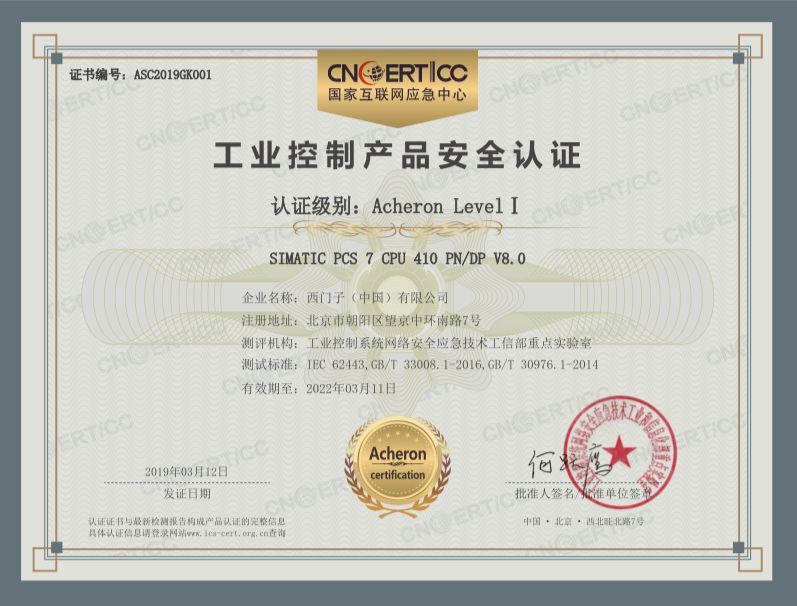 证书编号：ASC2019GK001
CNCERT/CC
国家互联网应急中心
工业控制产品安全认证
认证级别：Acheron LevelⅠ
SIMATIC PCS 7 CPU 410 PN/DP V8.0
企业名称：西门子（中国）有限公司
注册地址：北京市朝阳区望京中环南路7号
测评机构：工业控制系统网络安全应急技术工信部重点实验室
测试标准：IEC 62443,GB/T 33008.1-2016,GB/T 30976.1-2014
有效期至：2022年03月11日
Acheron
certification
2019年03月12日
发证日期
批准人签名/批准单位签章
认证证书与最新检测报告构成产品认证的完整信息
具体认证信息请登录网站www.ics-cert.org.cn查询
中国 • 北京 • 西北旺北路7号